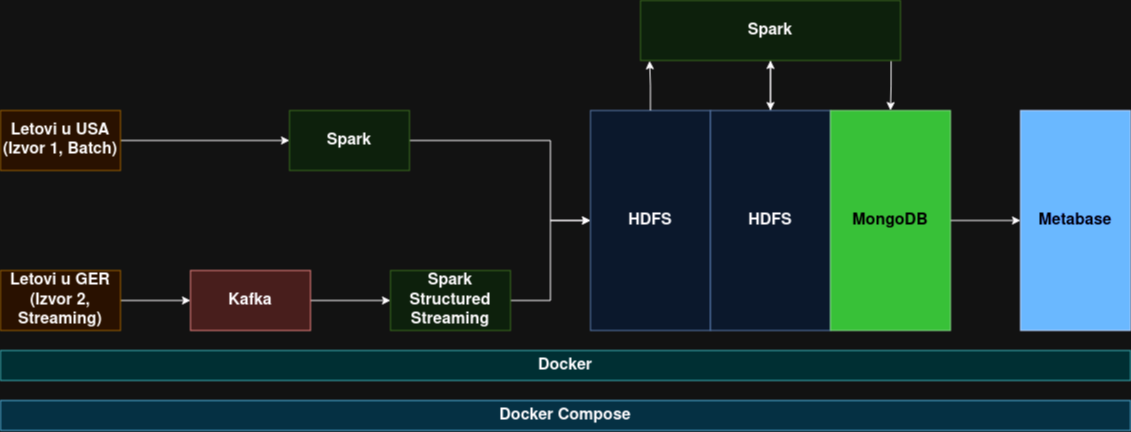 Spark
Letovi u USA
(Izvor 1, Batch)
Spark
HDFS
HDFS
MongoDB
Metabase
Letovi u GER
(Izvor 2,
Streaming)
Kafka
Spark
Structured
Streaming
Docker
Docker Compose